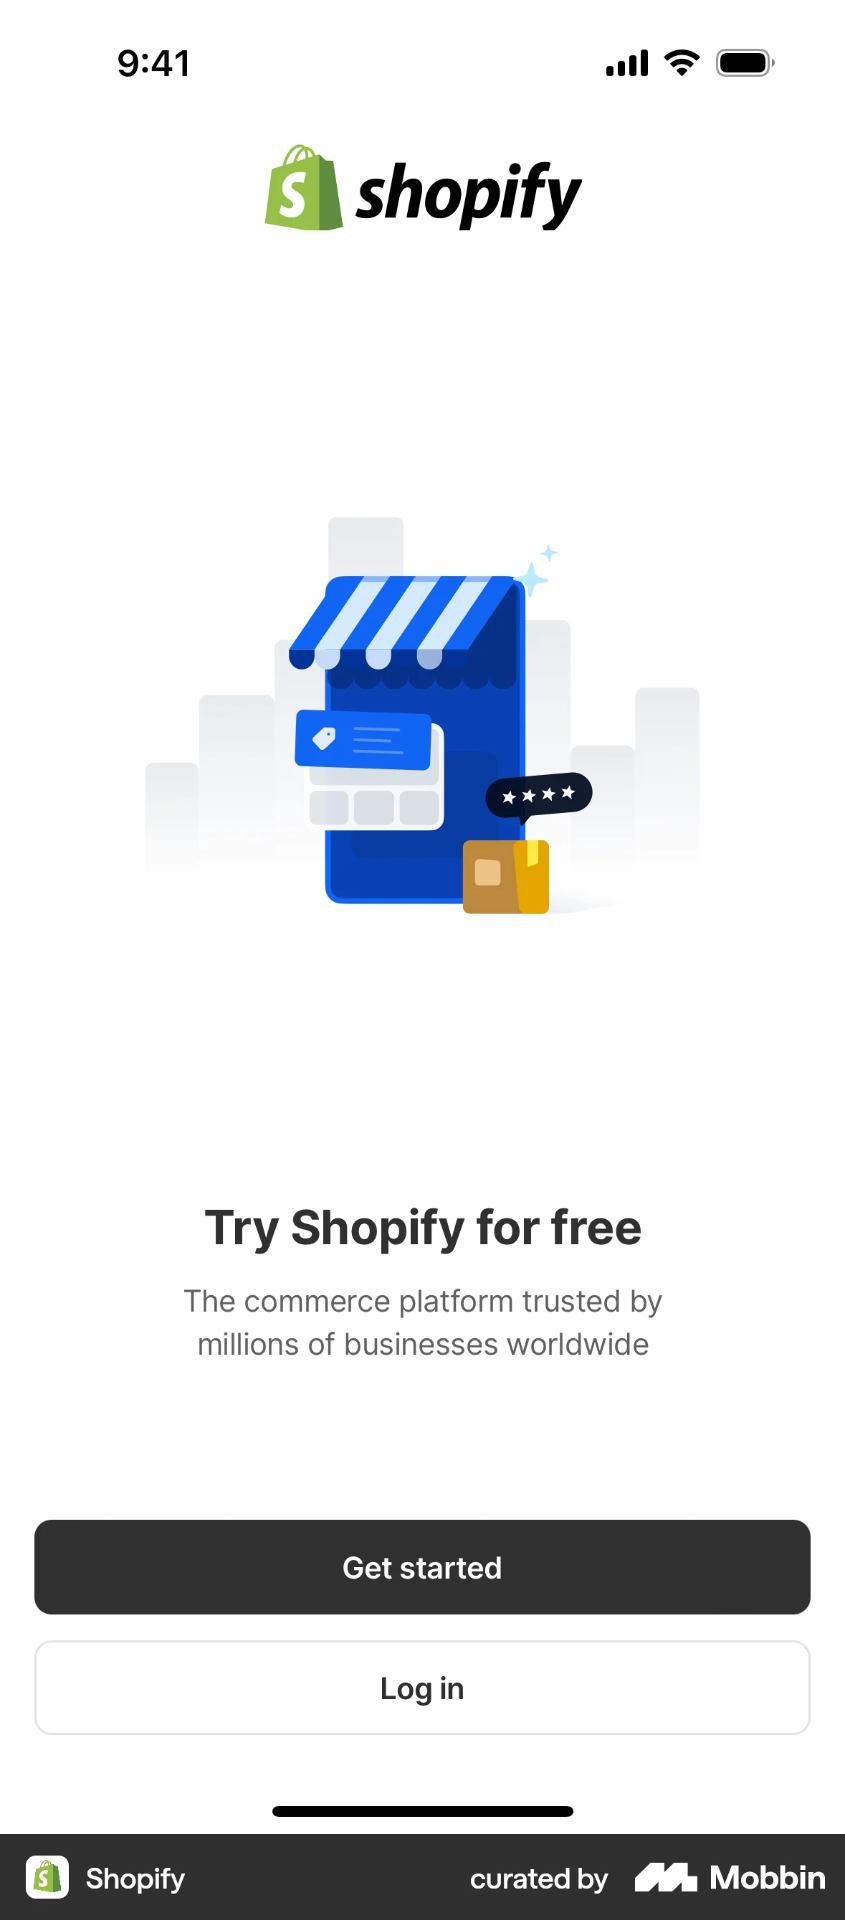 9:41
shopify
Try Shopify for free
The commerce platform trusted by
millions of businesses worldwide
Get started
Log in
Shopify
curated by Mobbin